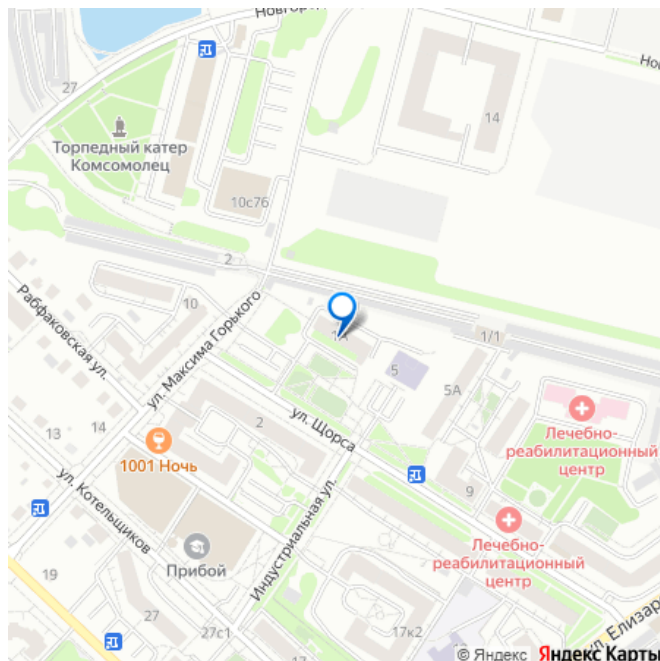 Новгород
Но
27
14
Торпедный катер
Комсомолец
10с76
2
10
Рабфаковская ул.
ул. Максима Горького
1А
1/1
5
5А
ул. Щорса
2
Лечебно-
реабилитационный
центр
13
14
1001 Ночь
ул. Котельщиков
Индустриальная ул.
9
Прибой
Лечебно-
реабилитационный
центр
19
27
27с1
17
17к2
ул. Елизар
© Яндекс Яндекс Карты